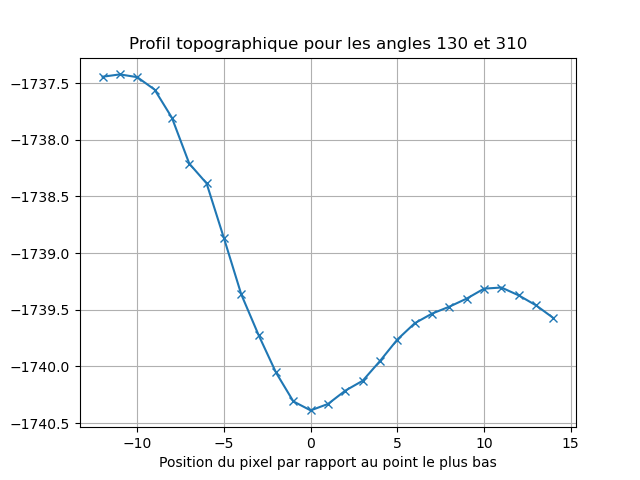 Profil topographique pour les angles 130 et 310
−1737.5
−1738.0
−1738.5
−1739.0
−1739.5
−1740.0
−1740.5
−10 −5 0 5 10 15
Position du pixel par rapport au point le plus bas